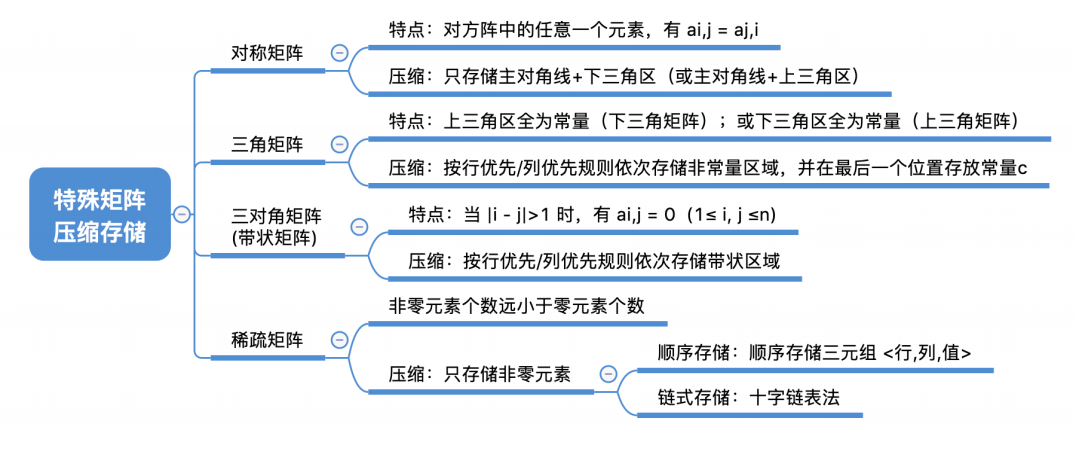 特殊矩阵
压缩存储
对称矩阵
特点：对方阵中的任意一个元素，有 ai,j = aj,i
压缩：只存储主对角线+下三角区（或主对角线+上三角区）
三角矩阵
特点：上三角区全为常量（下三角矩阵）；或下三角区全为常量（上三角矩阵）
压缩：按行优先/列优先规则依次存储非常量区域，并在最后一个位置存放常量c
三对角矩阵
(带状矩阵)
特点：当 |i - j|>1 时，有 ai,j = 0（1≤ i, j ≤n）
压缩：按行优先/列优先规则依次存储带状区域
稀疏矩阵
非零元素个数远小于零元素个数
压缩：只存储非零元素
顺序存储：顺序存储三元组 <行,列,值>
链式存储：十字链表法